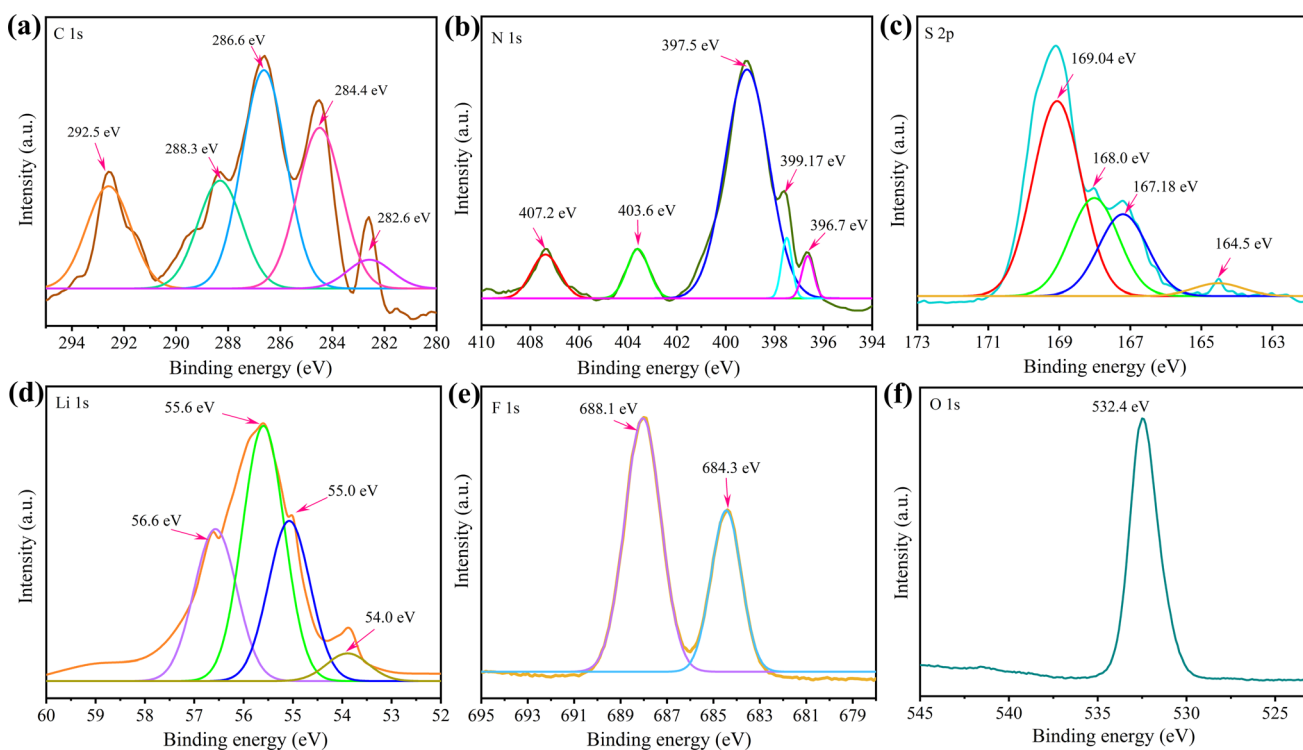 (a)
C 1s
292.5 eV
288.3 eV
286.6 eV
284.4 eV
282.6 eV
Intensity (a.u.)
294 292 290 288 286 284 282 280
Binding energy (eV)
(b)
N 1s
407.2 eV
403.6 eV
397.5 eV
399.17 eV
396.7 eV
Intensity (a.u.)
410 408 406 404 402 400 398 396 394
Binding energy (eV)
(c)
S 2p
169.04 eV
168.0 eV
167.18 eV
164.5 eV
Intensity (a.u.)
173 171 169 167 165 163
Binding energy (eV)
(d)
Li 1s
56.6 eV
55.6 eV
55.0 eV
54.0 eV
Intensity (a.u.)
60 59 58 57 56 55 54 53 52
Binding energy (eV)
(e)
F 1s
688.1 eV
684.3 eV
Intensity (a.u.)
695 693 691 689 687 685 683 681 679
Binding energy (eV)
(f)
O 1s
532.4 eV
Intensity (a.u.)
545 540 535 530 525
Binding energy (eV)